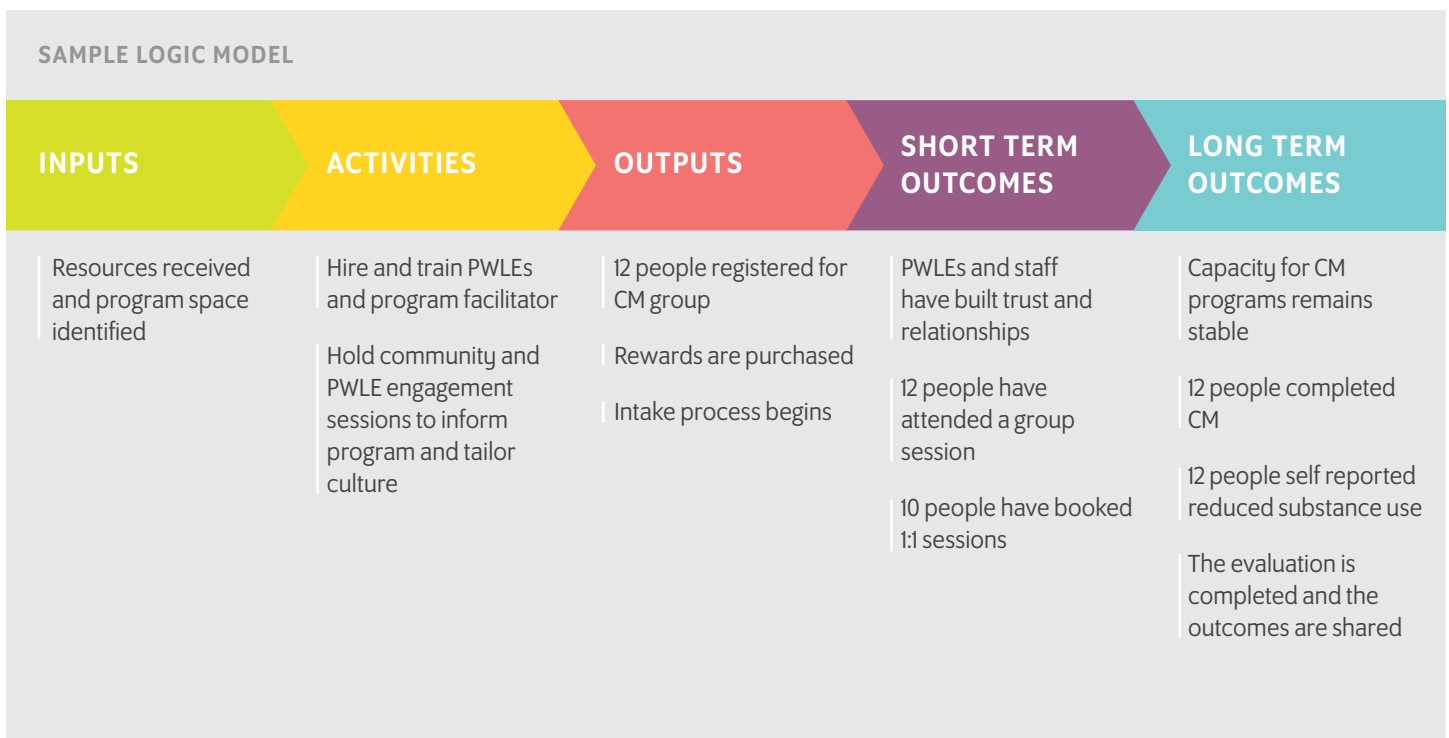 SAMPLE LOGIC MODEL
INPUTS
Resources received
and program space
identified
ACTIVITIES
Hire and train PWLEs
and program facilitator
Hold community and
PWLE engagement
sessions to inform
program and tailor
culture
OUTPUTS
12 people registered for
CM group
Rewards are purchased
Intake process begins
SHORT TERM
OUTCOMES
PWLEs and staff
have built trust and
relationships
12 people have
attended a group
session
10 people have booked
1:1 sessions
LONG TERM
OUTCOMES
Capacity for CM
programs remains
stable
12 people completed
CM
12 people self reported
reduced substance use
The evaluation is
completed and the
outcomes are shared